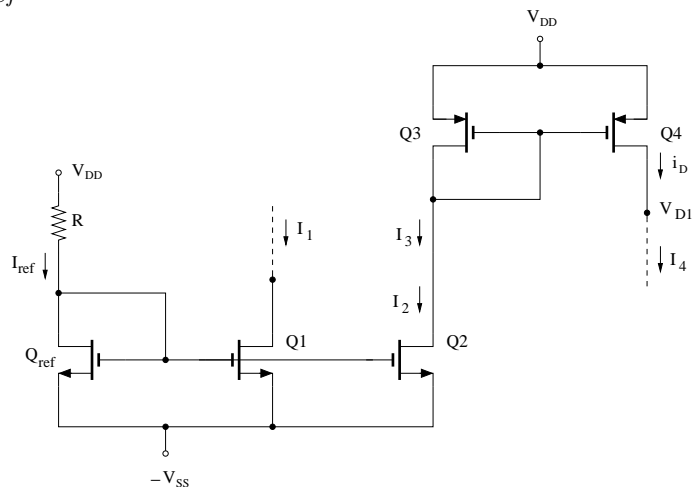 V_DD
Q3
Q4
i_D
V_DD
R
V_D1
I_1
I_3
I_ref
I_4
I_2
Q_ref
Q1
Q2
−V_SS